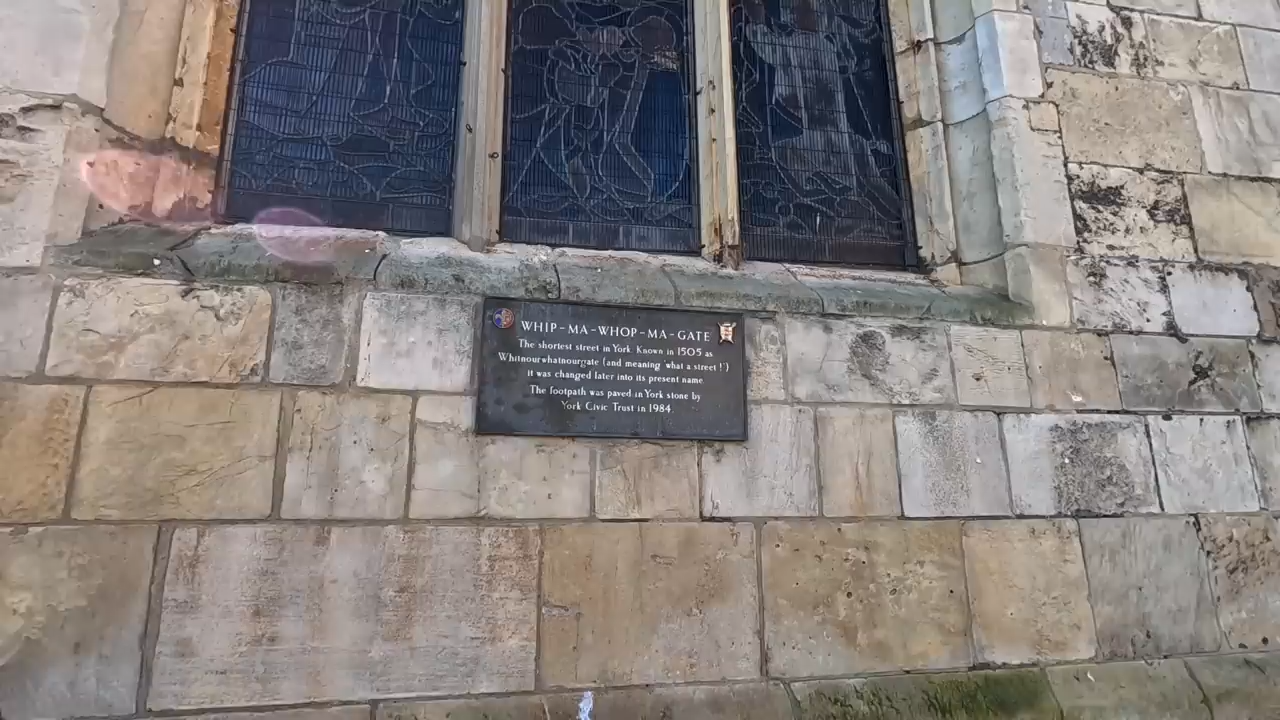 WHIP-MA-WHOP-MA-GATE
The shortest street in York. Known in 1505 as
Whitnourwhatnourgate (and meaning what a street!)
it was changed later into its present name.
The footpath was paved in York stone by
York Civic Trust in 1984.